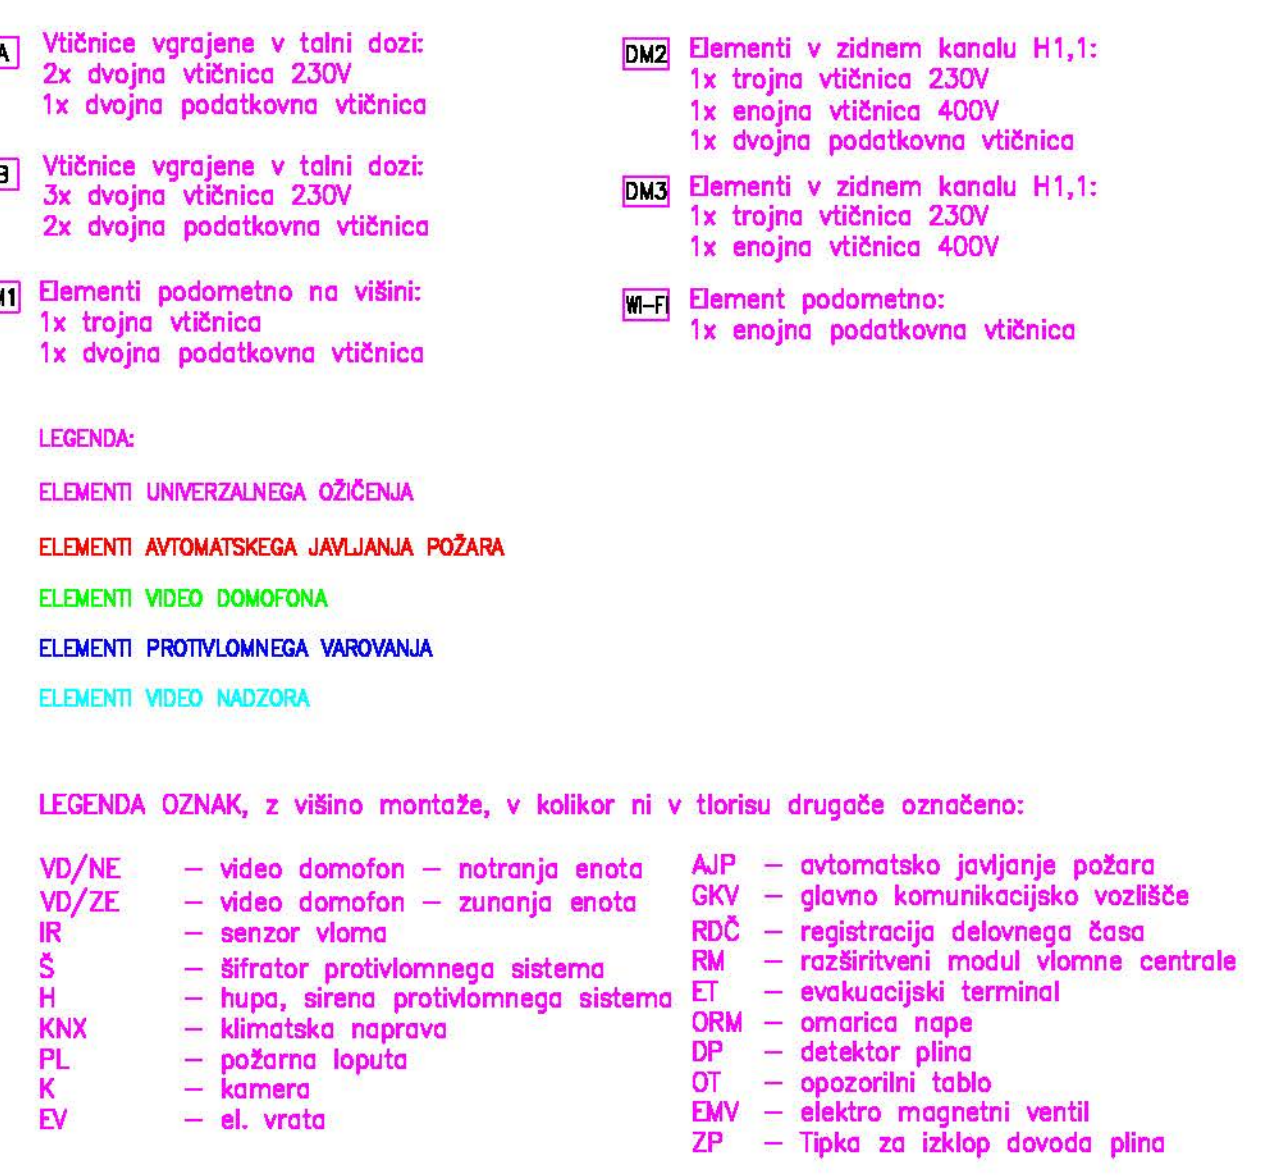 A Vtičnice vgrajene v talni dozi:
2x dvojna vtičnica 230V
1x dvojna podatkovna vtičnica
Vtičnice vgrajene v talni dozi:
3x dvojna vtičnica 230V
2x dvojna podatkovna vtičnica
Elementi podometno na višini:
1x trojna vtičnica
1x dvojna podatkovna vtičnica
DM2 Elementi v zidnem kanalu H1,1:
1x trojna vtičnica 230V
1x enojna vtičnica 400V
1x dvojna podatkovna vtičnica
DM3 Elementi v zidnem kanalu H1,1:
1x trojna vtičnica 230V
1x enojna vtičnica 400V
WI-FI Element podometno:
1x enojna podatkovna vtičnica
LEGENDA:
ELEMENTI UNIVERZALNEGA OŽIČENJA
ELEMENTI AVTOMATSKEGA JAVLJANJA POŽARA
ELEMENTI VIDEO DOMOFONA
ELEMENTI PROTIVLOMNEGA VAROVANJA
ELEMENTI VIDEO NADZORA
LEGENDA OZNAK, z višino montaže, v kolikor ni v tlorisu drugače označeno:
VD/NE – video domofon – notranja enota
VD/ZE – video domofon – zunanja enota
IR – senzor vloma
Š – šifrator protivlomnega sistema
H – hupa, sirena protivlomnega sistema
KNX – klimatska naprava
PL – požarna loputa
K – kamera
EV – el. vrata
AJP – avtomatsko javljanje požara
GKV – glavno komunikacijsko vozlišče
RDČ – registracija delovnega časa
RM – razširitveni modul vlomne centrale
ET – evakuacijski terminal
ORM – omarica nape
DP – detektor plina
OT – opozorilni tablo
EMV – elektro magnetni ventil
ZP – Tipka za izklop dovoda plina